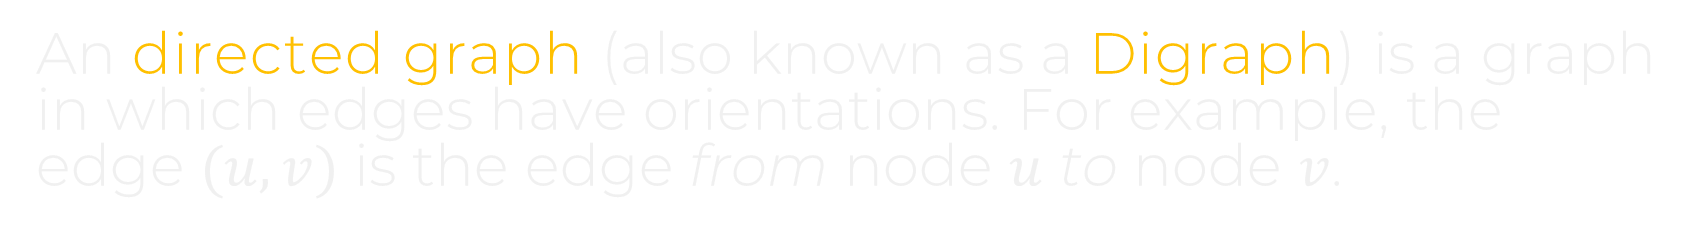 An directed graph (also known as a Digraph) is a graph
in which edges have orientations. For example, the
edge (u, v) is the edge from node u to node v.